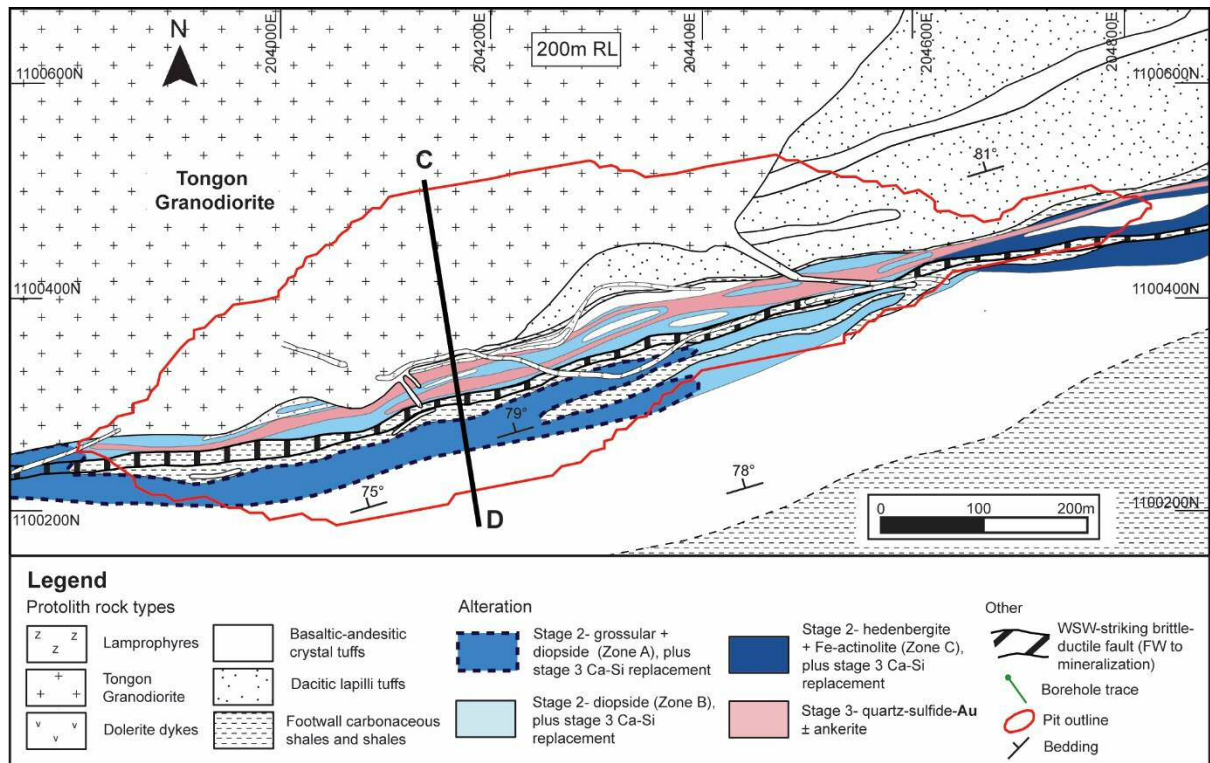 204000E
204200E
204400E
204600E
204800E
N
200m RL
1100600N
1100600N
C
81°
Tongon
Granodiorite
1100400N
1100400N
79°
78°
75°
1100200N
D
1100200N
0 100 200m
Legend
Protolith rock types
z z
z
Lamprophyres
Tongon
Granodiorite
v v
v
Dolerite dykes
Basaltic-andesitic
crystal tuffs
Dacitic lapilli tuffs
Footwall carbonaceous
shales and shales
Alteration
Stage 2- grossular +
diopside (Zone A), plus
stage 3 Ca-Si
replacement
Stage 2- diopside (Zone B),
plus stage 3 Ca-Si
replacement
Stage 2- hedenbergite
+ Fe-actinolite (Zone C),
plus stage 3 Ca-Si
replacement
Stage 3- quartz-sulfide-Au
± ankerite
Other
WSW-striking brittle-
ductile fault (FW to
mineralization)
Borehole trace
Pit outline
Bedding